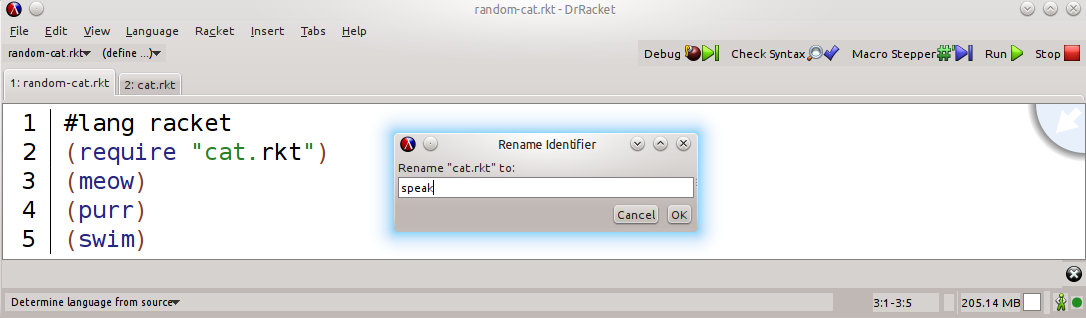 random-cat.rkt - DrRacket
File Edit View Language Racket Insert Tabs Help
random-cat.rkt (define ...) Debug Check Syntax Macro Stepper Run Stop
1: random-cat.rkt 2: cat.rkt
1 #lang racket
2 (require "cat.rkt")
3 (meow)
4 (purr)
5 (swim)
Rename Identifier
Rename "cat.rkt" to:
speak
Cancel OK
Determine language from source 3:1-3:5 205.14 MB